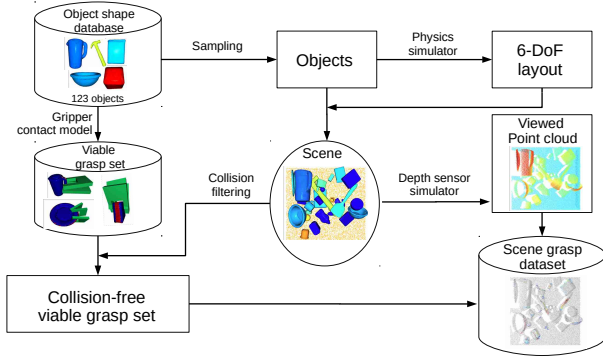 Object shape
database
123 objects
Sampling
Objects
Physics
simulator
6-DoF
layout
Gripper
contact model
Viable
grasp set
Collision
filtering
Scene
Depth sensor
simulator
Viewed
Point cloud
Collision-free
viable grasp set
Scene grasp
dataset